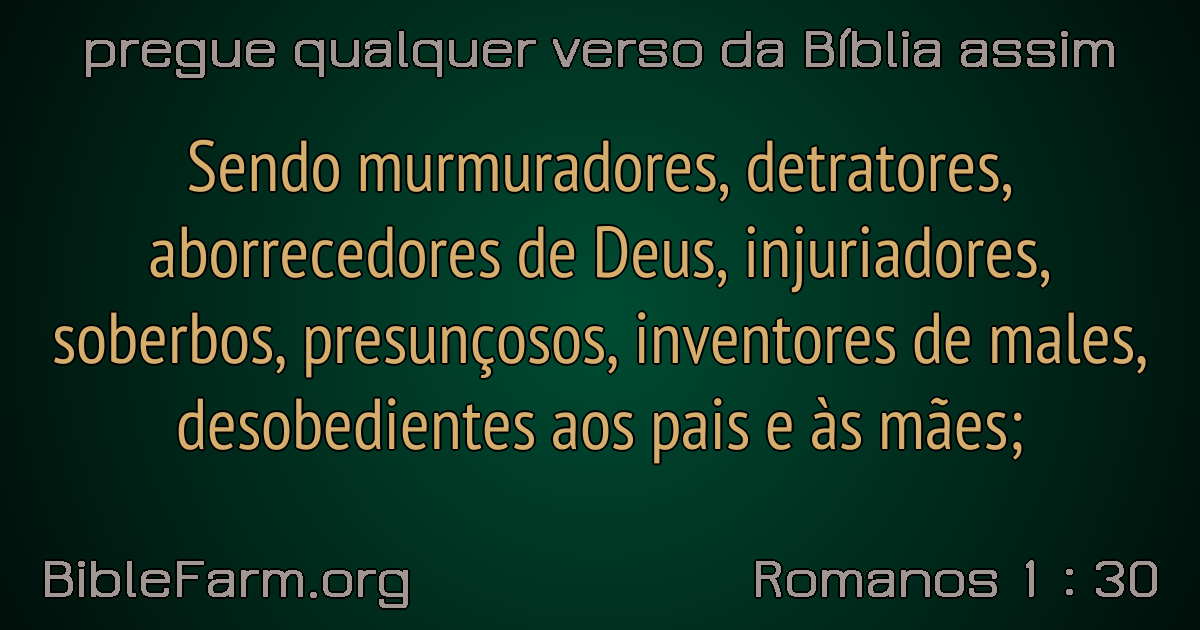 pregue qualquer verso da Bíblia assim
Sendo murmuradores, detratores,
aborrecedores de Deus, injuriadores,
soberbos, presunçosos, inventores de males,
desobedientes aos pais e às mães;
BibleFarm.org
Romanos 1 : 30